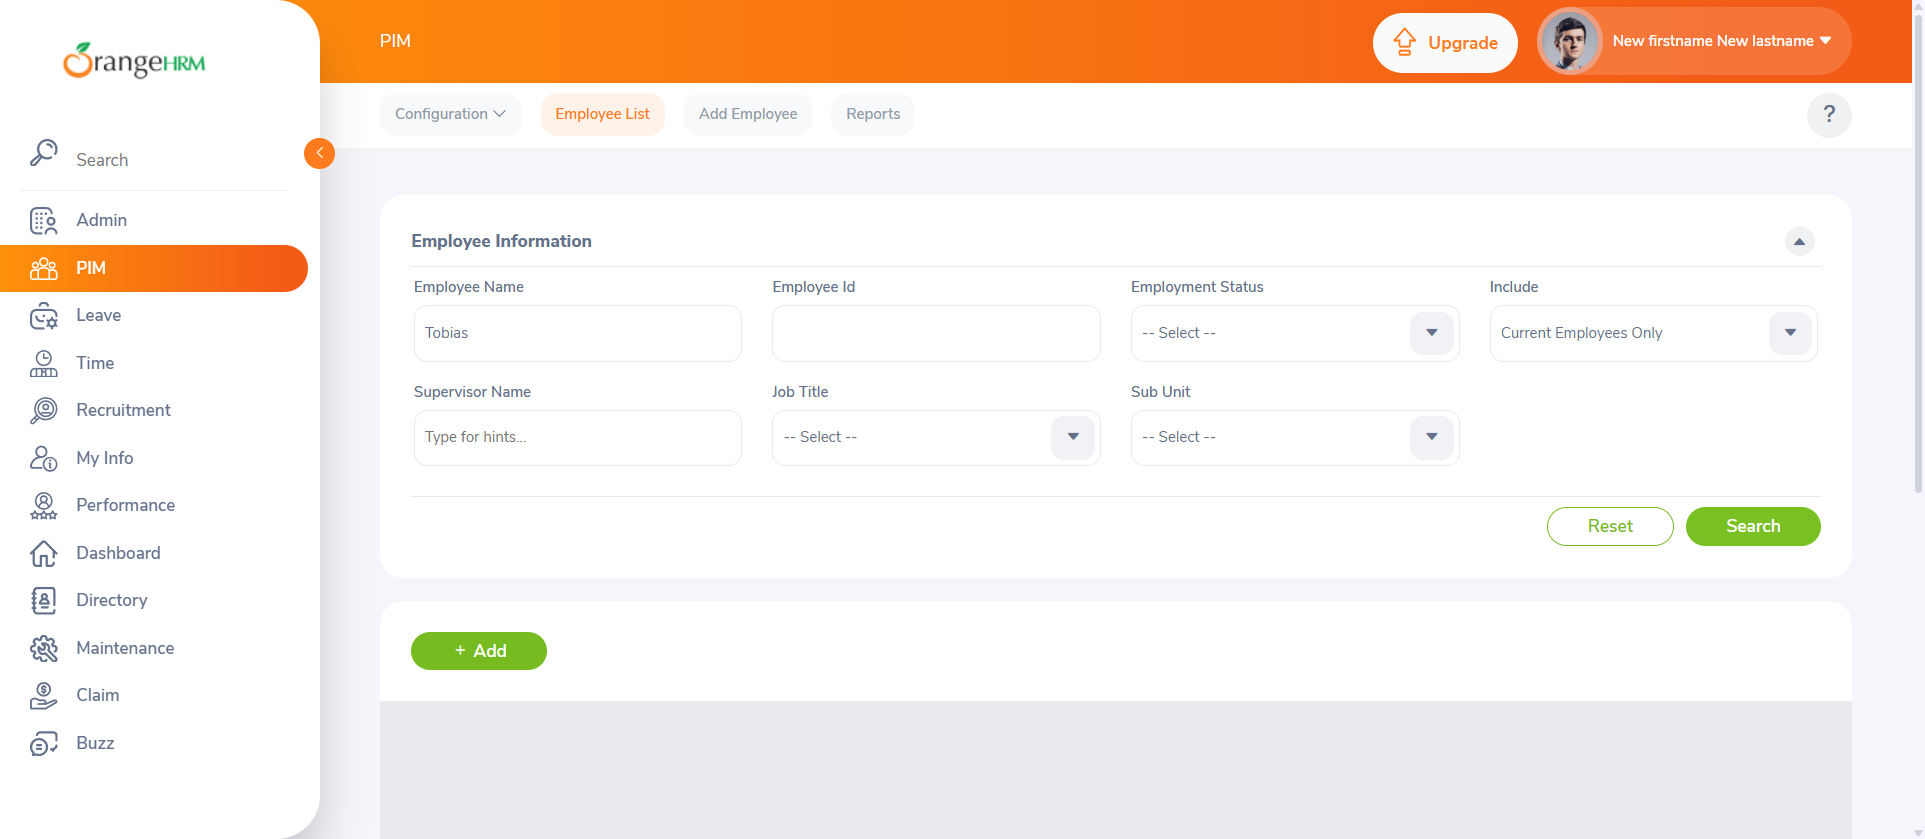 OrangeHRM
PIM
Upgrade
New firstname New lastname
Configuration
Employee List
Add Employee
Reports
?
Search
Admin
PIM
Leave
Time
Recruitment
My Info
Performance
Dashboard
Directory
Maintenance
Claim
Buzz
Employee Information
Employee Name
Employee Id
Employment Status
Include
Tobias
-- Select --
Current Employees Only
Supervisor Name
Job Title
Sub Unit
Type for hints...
-- Select --
-- Select --
Reset
Search
+ Add